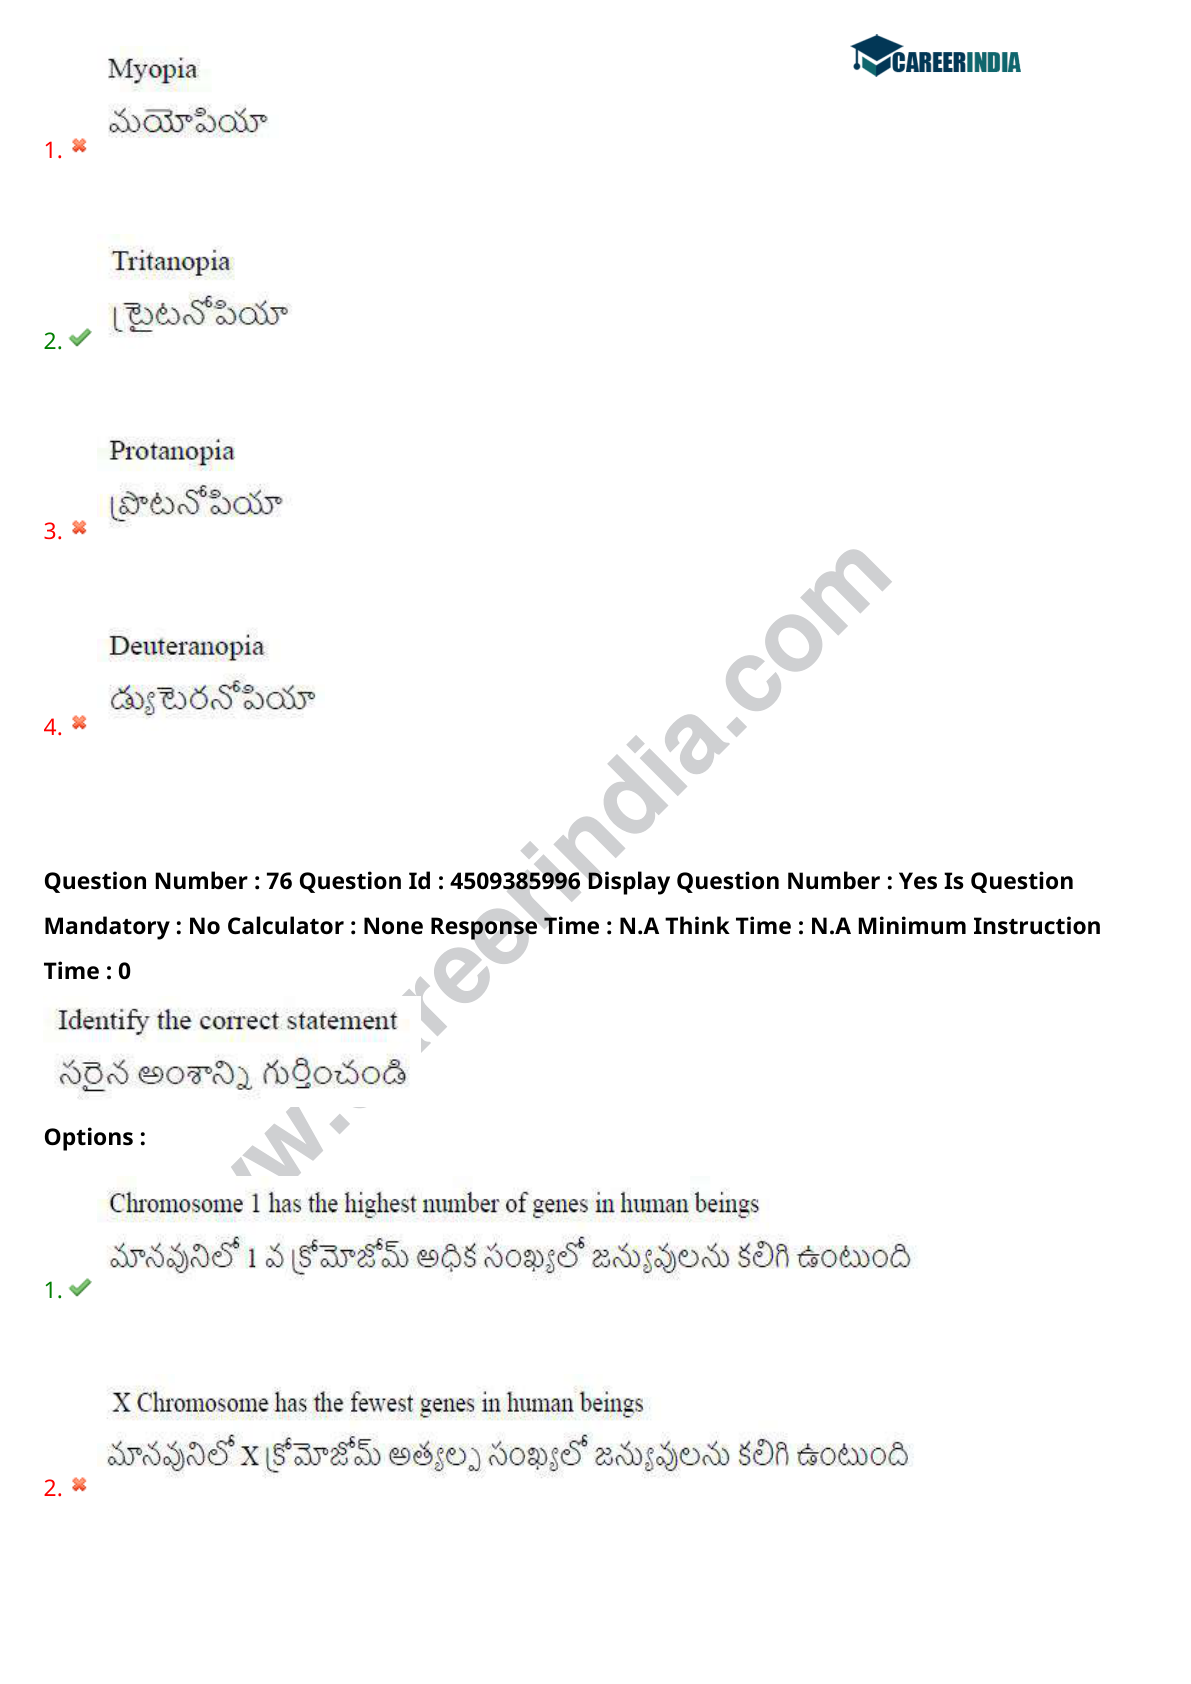 CAREERINDIA
Myopia
మయోపియా
1.
Tritanopia
ట్రైటనోపియా
2.
Protanopia
ప్రొటనోపియా
3.
Deuteranopia
డ్యుటెరనోపియా
4.
Question Number : 76 Question Id : 4509385996 Display Question Number : Yes Is Question
Mandatory : No Calculator : None Response Time : N.A Think Time : N.A Minimum Instruction
Time : 0
Identify the correct statement
సరైన అంశాన్ని గుర్తించండి
Options :
Chromosome 1 has the highest number of genes in human beings
మానవునిలో 1 వ క్రోమోజోమ్ అధిక సంఖ్యలో జన్యువులను కలిగి ఉంటుంది
1.
X Chromosome has the fewest genes in human beings
మానవునిలో X క్రోమోజోమ్ అత్యల్ప సంఖ్యలో జన్యువులను కలిగి ఉంటుంది
2.